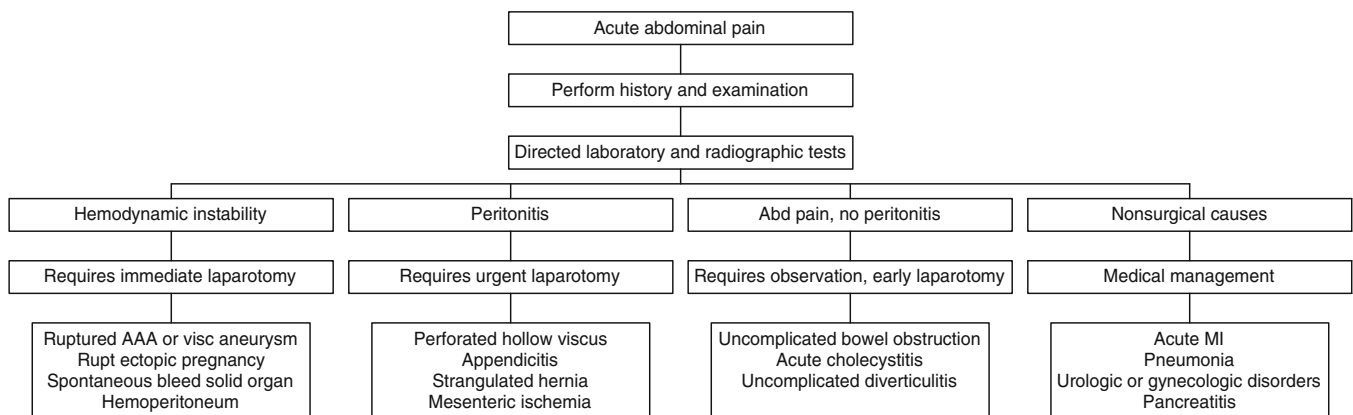 Acute abdominal pain
Perform history and examination
Directed laboratory and radiographic tests
Hemodynamic instability
Requires immediate laparotomy
Ruptured AAA or visc aneurysm
Rupt ectopic pregnancy
Spontaneous bleed solid organ
Hemoperitoneum
Peritonitis
Requires urgent laparotomy
Perforated hollow viscus
Appendicitis
Strangulated hernia
Mesenteric ischemia
Abd pain, no peritonitis
Requires observation, early laparotomy
Uncomplicated bowel obstruction
Acute cholecystitis
Uncomplicated diverticulitis
Nonsurgical causes
Medical management
Acute MI
Pneumonia
Urologic or gynecologic disorders
Pancreatitis